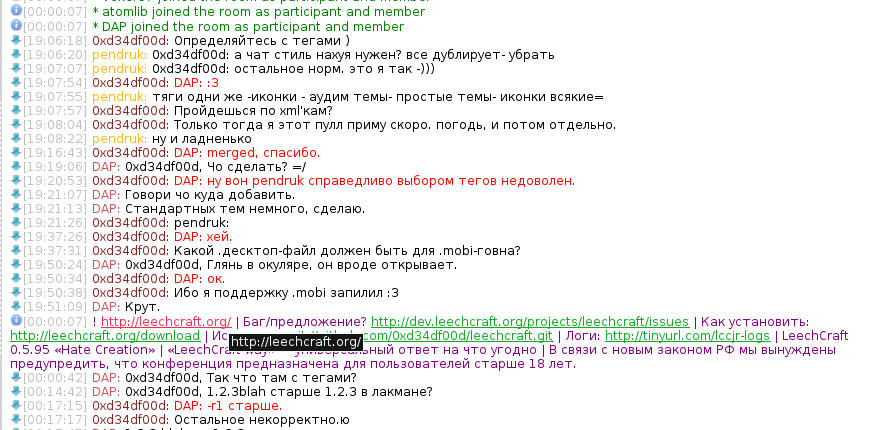 [00:00:07] * atomlib joined the room as participant and member
[00:00:07] * DAP joined the room as participant and member
[19:06:18] 0xd34df00d: Определяйтесь с тегами )
[19:06:20] pendruk: 0xd34df00d: а чат стиль нахуя нужен? все дублирует- убрать
[19:07:07] pendruk: 0xd34df00d: остальное норм. это я так -)))
[19:07:54] 0xd34df00d: DAP: :3
[19:07:55] pendruk: тяги одни же -иконки - аудим темы- простые темы- иконки всякие=
[19:07:57] 0xd34df00d: Пройдешься по xml'кам?
[19:08:04] 0xd34df00d: Только тогда я этот пулл приму скоро. погодь, и потом отдельно.
[19:08:22] pendruk: ну и ладненько
[19:16:43] 0xd34df00d: DAP: merged, спасибо.
[19:19:06] DAP: 0xd34df00d, Чо сделать? =/
[19:20:53] 0xd34df00d: DAP: ну вон pendruk справедливо выбором тегов недоволен.
[19:21:07] DAP: Говори чо куда добавить.
[19:21:13] DAP: Стандартных тем немного, сделаю.
[19:21:26] 0xd34df00d: pendruk:
[19:37:26] 0xd34df00d: DAP: хей.
[19:37:31] 0xd34df00d: Какой .десктоп-файл должен быть для .mobi-говна?
[19:50:24] DAP: 0xd34df00d, Глянь в окуляре, он вроде открывает.
[19:50:34] 0xd34df00d: DAP: ок.
[19:50:38] 0xd34df00d: Ибо я поддержку .mobi запилил :3
[19:51:09] DAP: Крут.
[00:00:07] ! http://leechcraft.org/ | Баг/предложение? http://dev.leechcraft.org/projects/leechcraft/issues | Как установить:
http://leechcraft.org/download | Ис http://leechcraft.org/ .com/0xd34df00d/leechcraft.git | Логи: http://tinyurl.com/lccjr-logs | LeechCraft
0.5.95 «Hate Creation» | «LeechCraft way» — универсальный ответ на что угодно | В связи с новым законом РФ мы вынуждены
предупредить, что конференция предназначена для пользователей старше 18 лет.
[00:00:42] DAP: 0xd34df00d, Так что там с тегами?
[00:14:42] DAP: 0xd34df00d, 1.2.3blah старше 1.2.3 в лакмане?
[00:17:15] 0xd34df00d: DAP: -r1 старше.
[00:17:17] 0xd34df00d: Остальное некорректно.ю